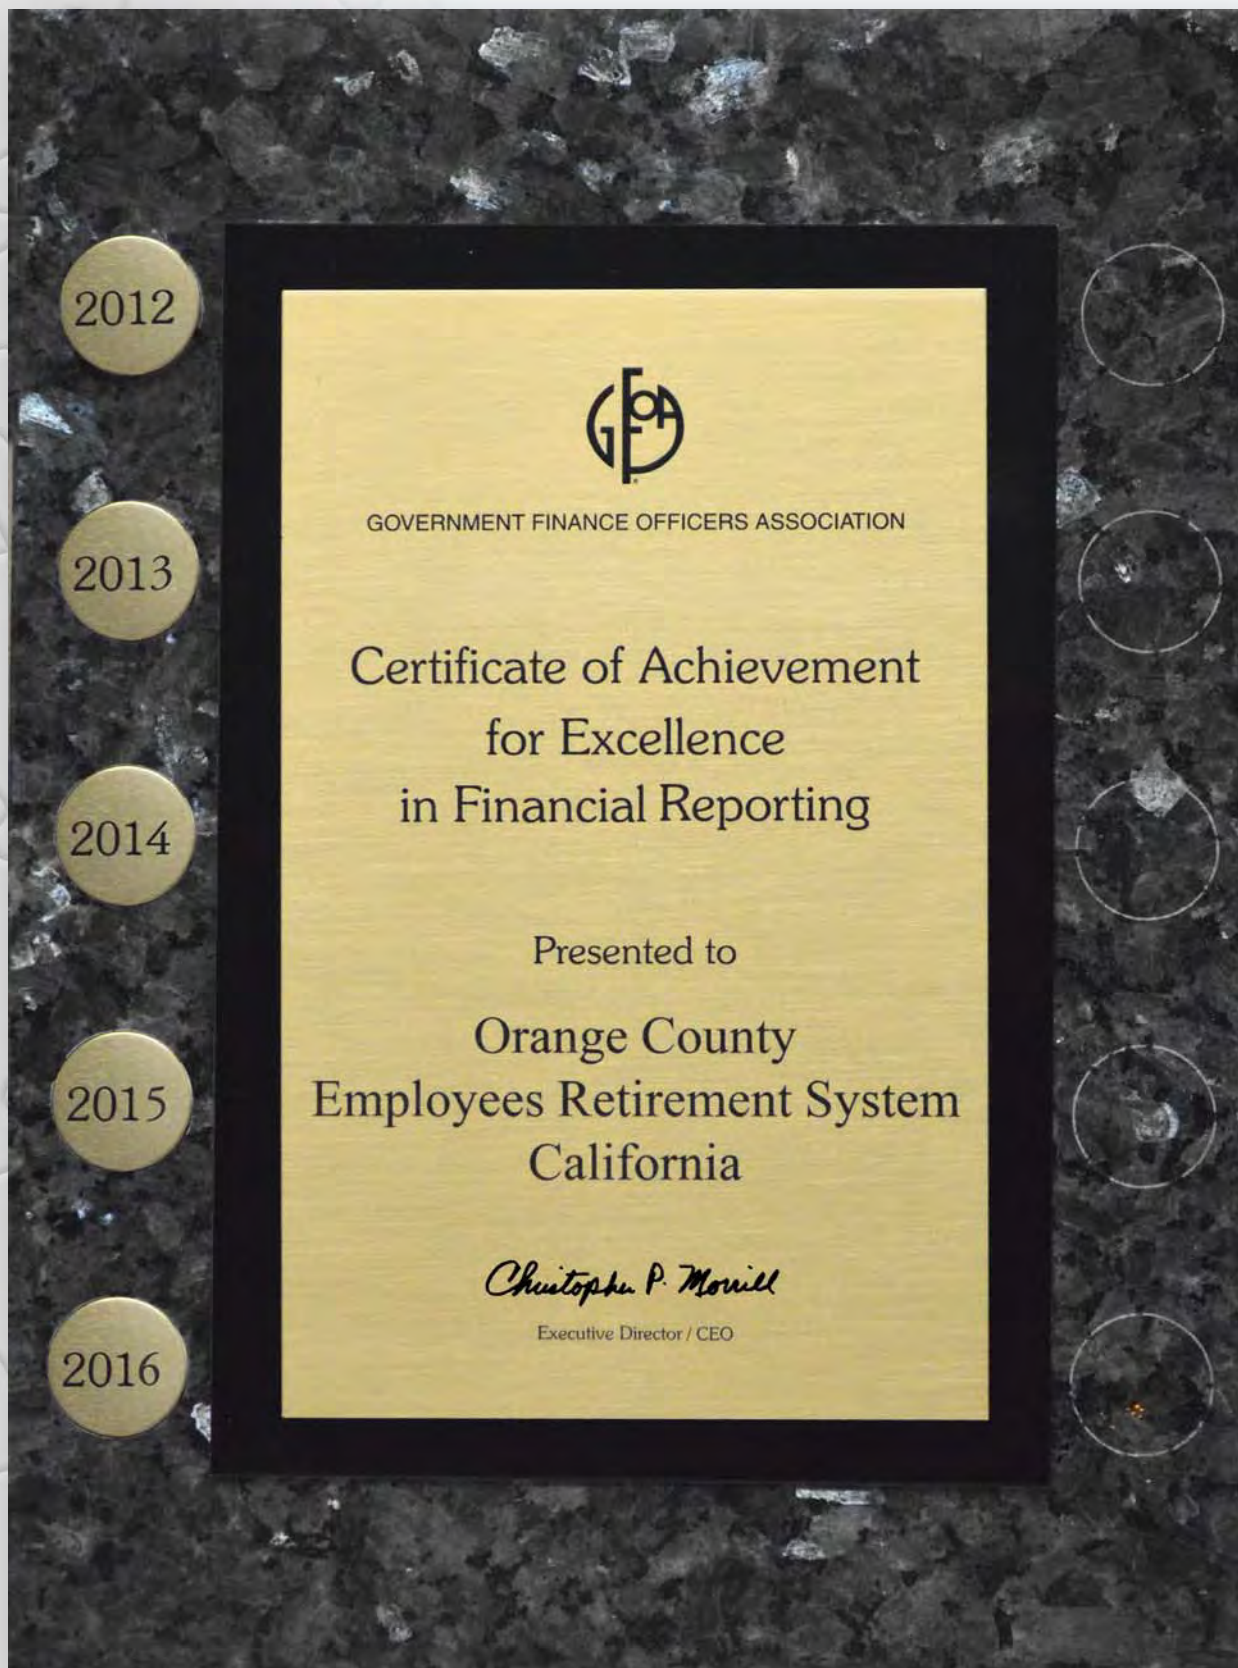 2012
2013
2014
2015
2016
GFOA
GOVERNMENT FINANCE OFFICERS ASSOCIATION
Certificate of Achievement
for Excellence
in Financial Reporting
Presented to
Orange County
Employees Retirement System
California
Christopher P. Morrill
Executive Director / CEO